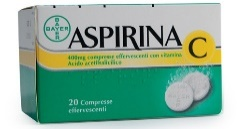 BAYER
ASPIRINA C
400mg compresse effervescenti con vitamina C
Acido acetilsalicilico
20 Compresse
effervescenti